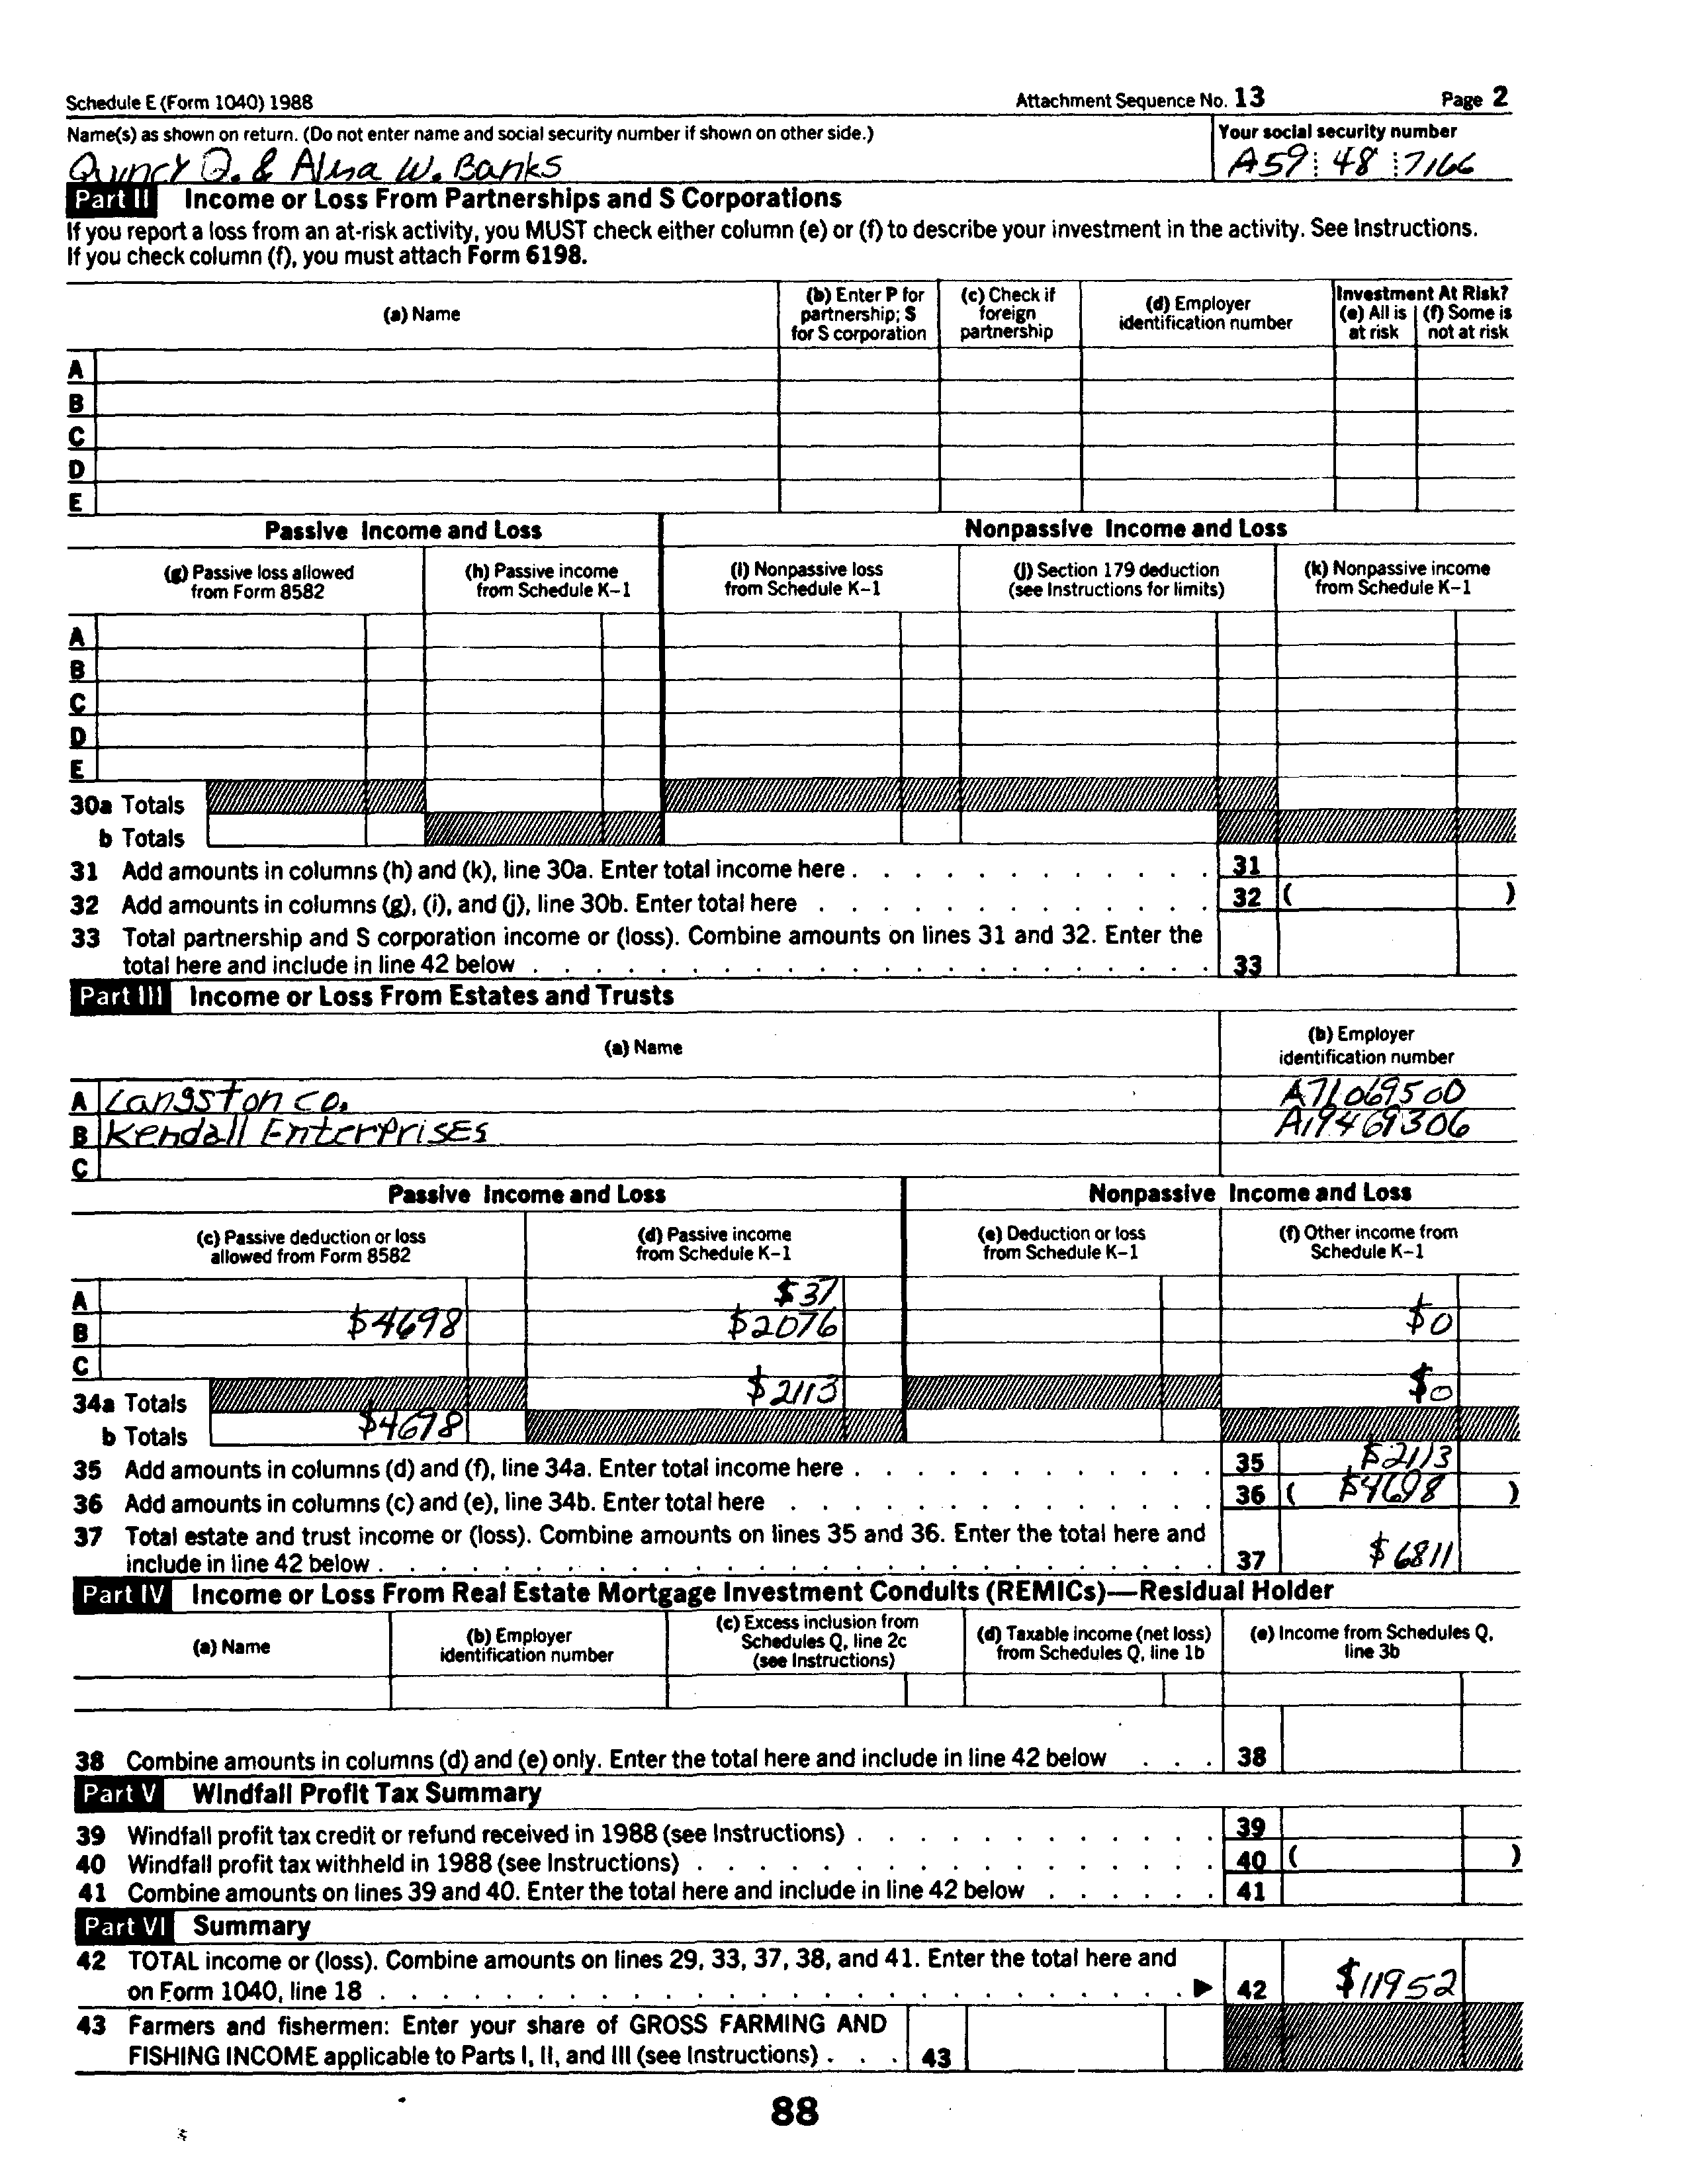 Schedule E (Form 1040) 1988 Attachment Sequence No. 13 Page 2
Name(s) as shown on return. (Do not enter name and social security number if shown on other side.) Your social security number
Quincy Q. & Alma W. Banks A59 48 7166
Part II Income or Loss From Partnerships and S Corporations
If you report a loss from an at-risk activity, you MUST check either column (e) or (f) to describe your investment in the activity. See Instructions.
If you check column (f), you must attach Form 6198.
(a) Name (b) Enter P for partnership; S for S corporation (c) Check if foreign partnership (d) Employer identification number Investment At Risk? (e) All is at risk (f) Some is not at risk
A
B
C
D
E
Passive Income and Loss Nonpassive Income and Loss
(g) Passive loss allowed from Form 8582 (h) Passive income from Schedule K-1 (i) Nonpassive loss from Schedule K-1 (j) Section 179 deduction (see Instructions for limits) (k) Nonpassive income from Schedule K-1
A
B
C
D
E
30a Totals
b Totals
31 Add amounts in columns (h) and (k), line 30a. Enter total income here . . . . . . . . . . . . 31
32 Add amounts in columns (g), (i), and (j), line 30b. Enter total here . . . . . . . . . . . . . 32 ( )
33 Total partnership and S corporation income or (loss). Combine amounts on lines 31 and 32. Enter the
total here and include in line 42 below . . . . . . . . . . . . . . . . . . . . . . 33
Part III Income or Loss From Estates and Trusts
(a) Name (b) Employer identification number
A Langston Co. A71069500
B Kendall Enterprises A19469306
C
Passive Income and Loss Nonpassive Income and Loss
(c) Passive deduction or loss allowed from Form 8582 (d) Passive income from Schedule K-1 (e) Deduction or loss from Schedule K-1 (f) Other income from Schedule K-1
A $37
B $4698 $2076 $0
C
34a Totals $2113 $0
b Totals $4698
35 Add amounts in columns (d) and (f), line 34a. Enter total income here . . . . . . . . . . . . 35 $2113
36 Add amounts in columns (c) and (e), line 34b. Enter total here . . . . . . . . . . . . . . 36 ( $4698 )
37 Total estate and trust income or (loss). Combine amounts on lines 35 and 36. Enter the total here and
include in line 42 below . . . . . . . . . . . . . . . . . . . . . . . . . . 37 $6811
Part IV Income or Loss From Real Estate Mortgage Investment Conduits (REMICs)—Residual Holder
(a) Name (b) Employer identification number (c) Excess inclusion from Schedules Q, line 2c (see Instructions) (d) Taxable income (net loss) from Schedules Q, line 1b (e) Income from Schedules Q, line 3b
38 Combine amounts in columns (d) and (e) only. Enter the total here and include in line 42 below . . . 38
Part V Windfall Profit Tax Summary
39 Windfall profit tax credit or refund received in 1988 (see Instructions) . . . . . . . . . . . . 39
40 Windfall profit tax withheld in 1988 (see Instructions) . . . . . . . . . . . . . . . . . 40 ( )
41 Combine amounts on lines 39 and 40. Enter the total here and include in line 42 below . . . . . . 41
Part VI Summary
42 TOTAL income or (loss). Combine amounts on lines 29, 33, 37, 38, and 41. Enter the total here and
on Form 1040, line 18 . . . . . . . . . . . . . . . . . . . . . . . . . . ▶ 42 $11952
43 Farmers and fishermen: Enter your share of GROSS FARMING AND
FISHING INCOME applicable to Parts I, II, and III (see Instructions) . . . 43
88